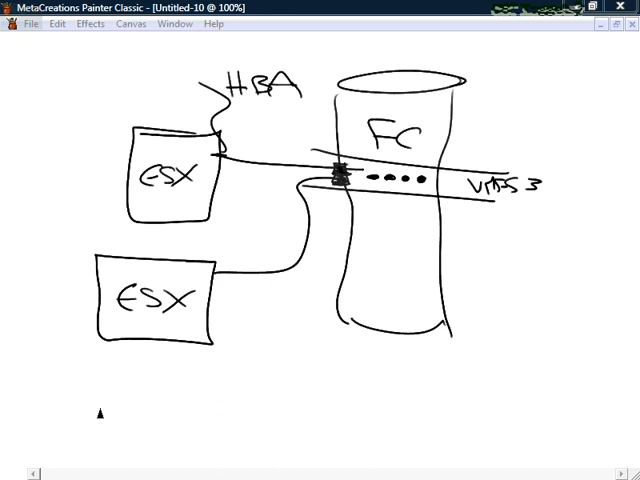 MetaCreations Painter Classic - [Untitled-10 @ 100%]
File Edit Effects Canvas Window Help
HBA
FC
ESX
VMFS 3
ESX